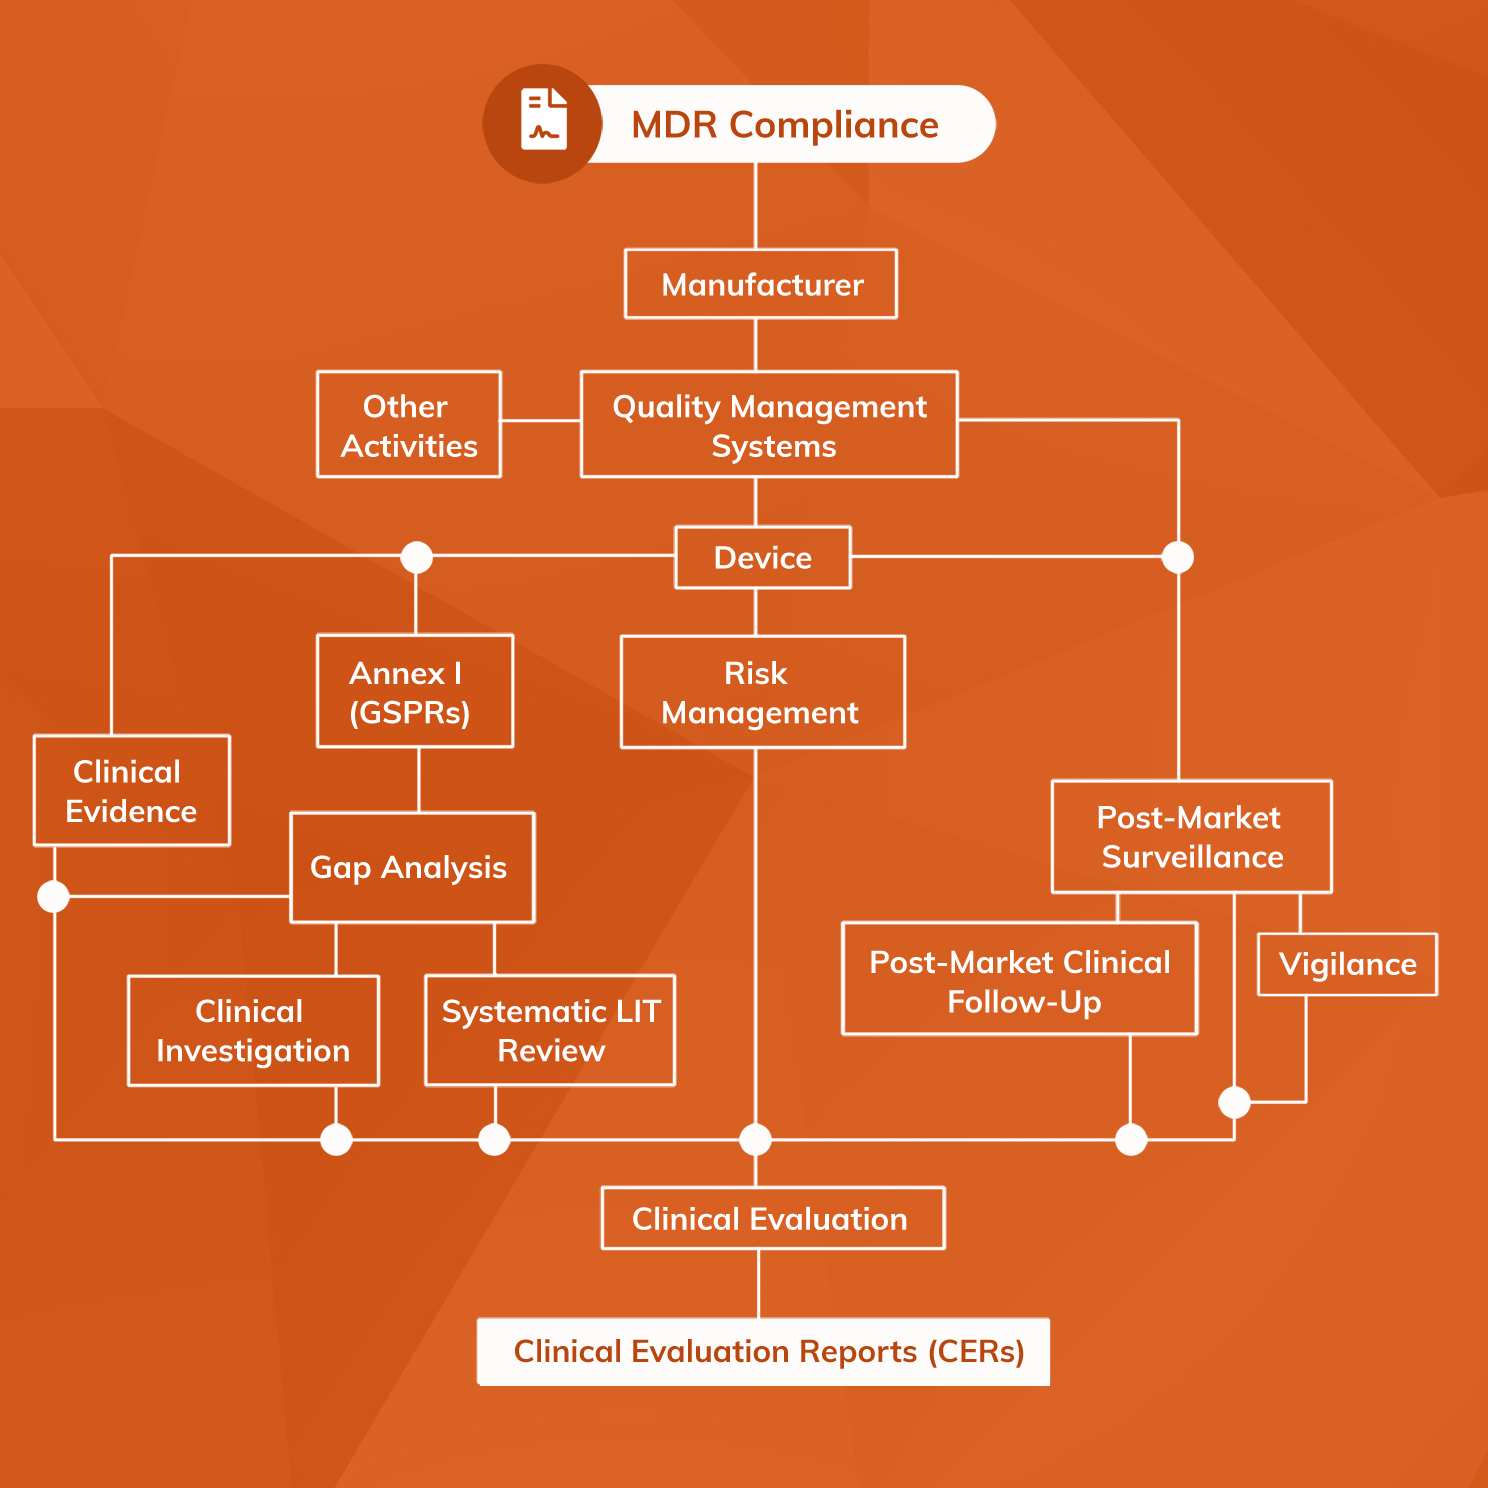 MDR Compliance
Manufacturer
Other
Activities
Quality Management
Systems
Device
Annex I
(GSPRs)
Risk
Management
Clinical
Evidence
Gap Analysis
Post-Market
Surveillance
Clinical
Investigation
Systematic LIT
Review
Post-Market Clinical
Follow-Up
Vigilance
Clinical Evaluation
Clinical Evaluation Reports (CERs)